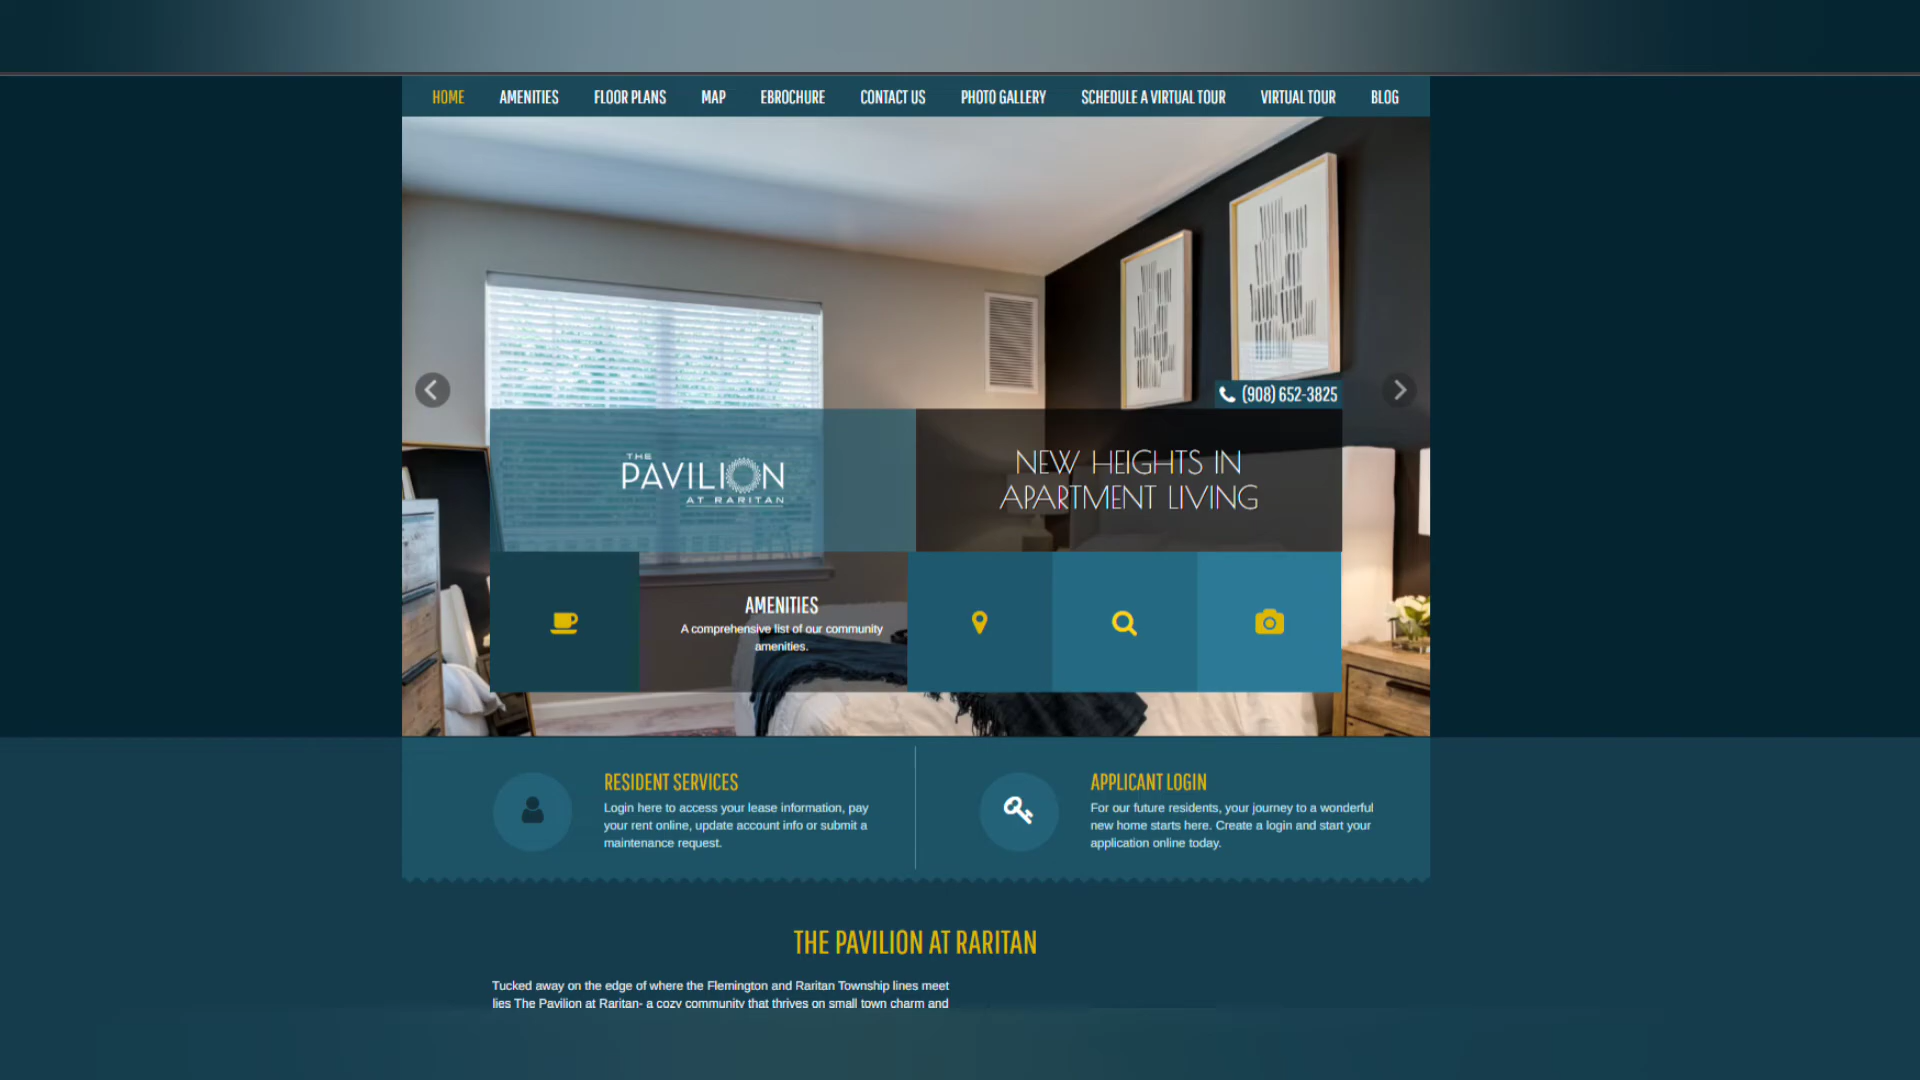 HOME AMENITIES FLOOR PLANS MAP EBROCHURE CONTACT US PHOTO GALLERY SCHEDULE A VIRTUAL TOUR VIRTUAL TOUR BLOG
(908) 652-3825
THE
PAVILION
AT RARITAN
NEW HEIGHTS IN
APARTMENT LIVING
AMENITIES
A comprehensive list of our community
amenities.
RESIDENT SERVICES
Login here to access your lease information, pay
your rent online, update account info or submit a
maintenance request.
APPLICANT LOGIN
For our future residents, your journey to a wonderful
new home starts here. Create a login and start your
application online today.
THE PAVILION AT RARITAN
Tucked away on the edge of where the Flemington and Raritan Township lines meet
lies The Pavilion at Raritan- a cozy community that thrives on small town charm and